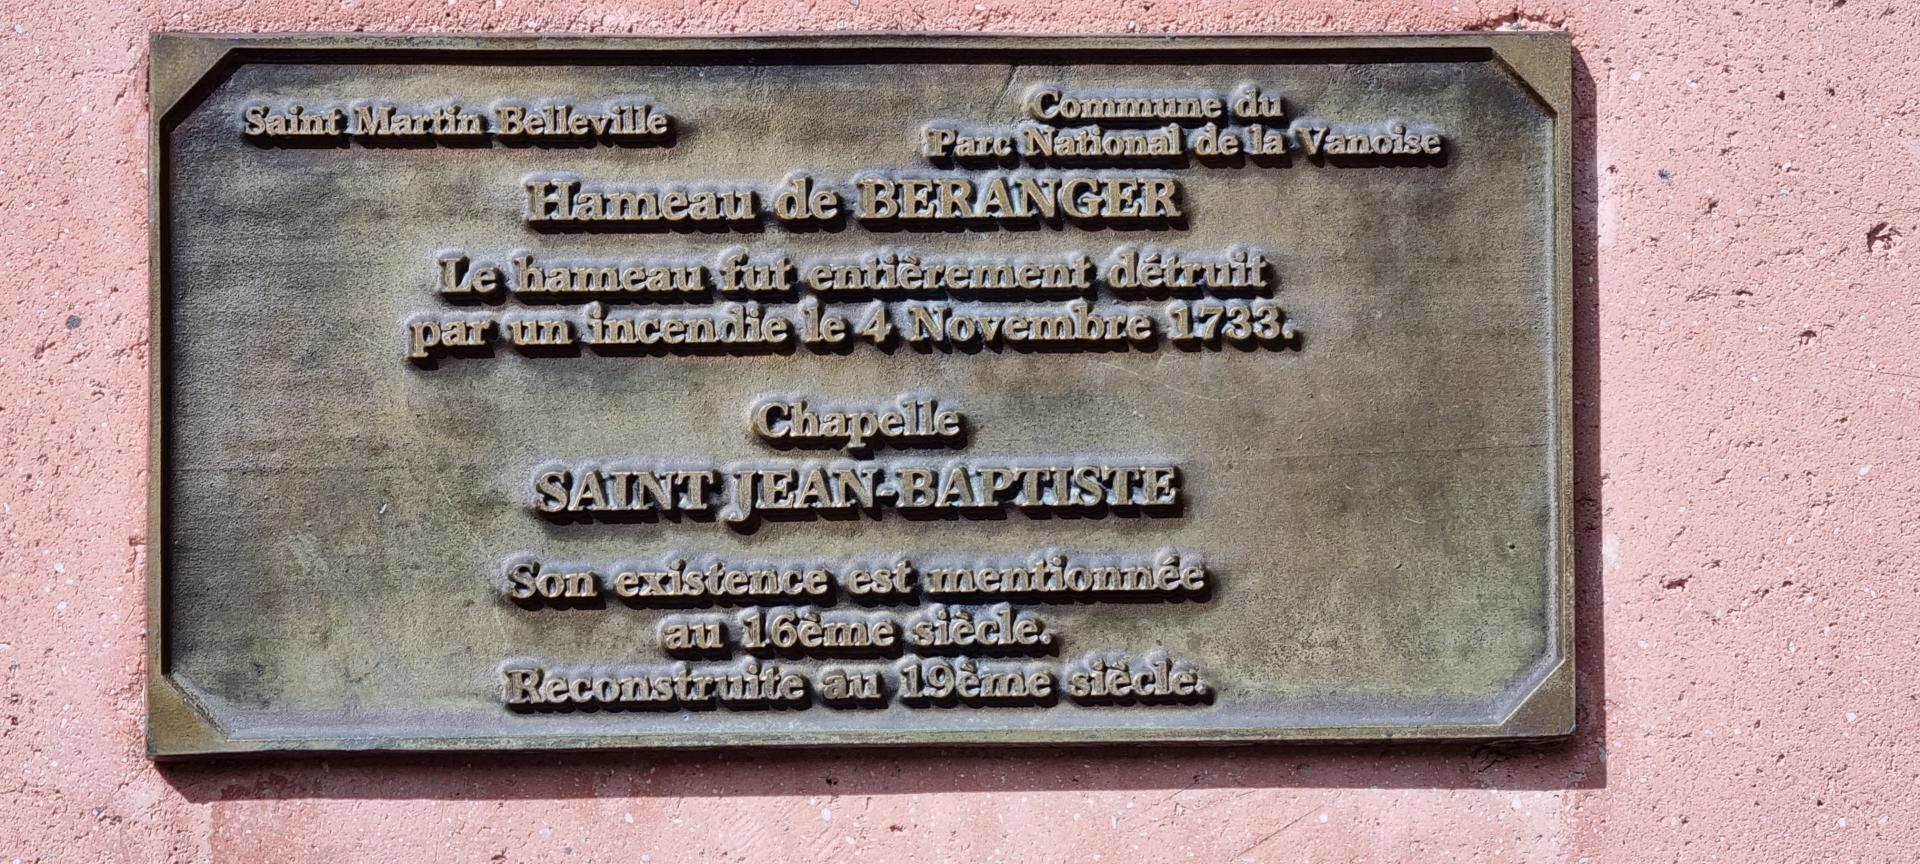 Saint Martin Belleville
Commune du
Parc National de la Vanoise
Hameau de BERANGER
Le hameau fut entièrement détruit
par un incendie le 4 Novembre 1733.
Chapelle
SAINT JEAN-BAPTISTE
Son existence est mentionnée
au 16ème siècle.
Reconstruite au 19ème siècle.